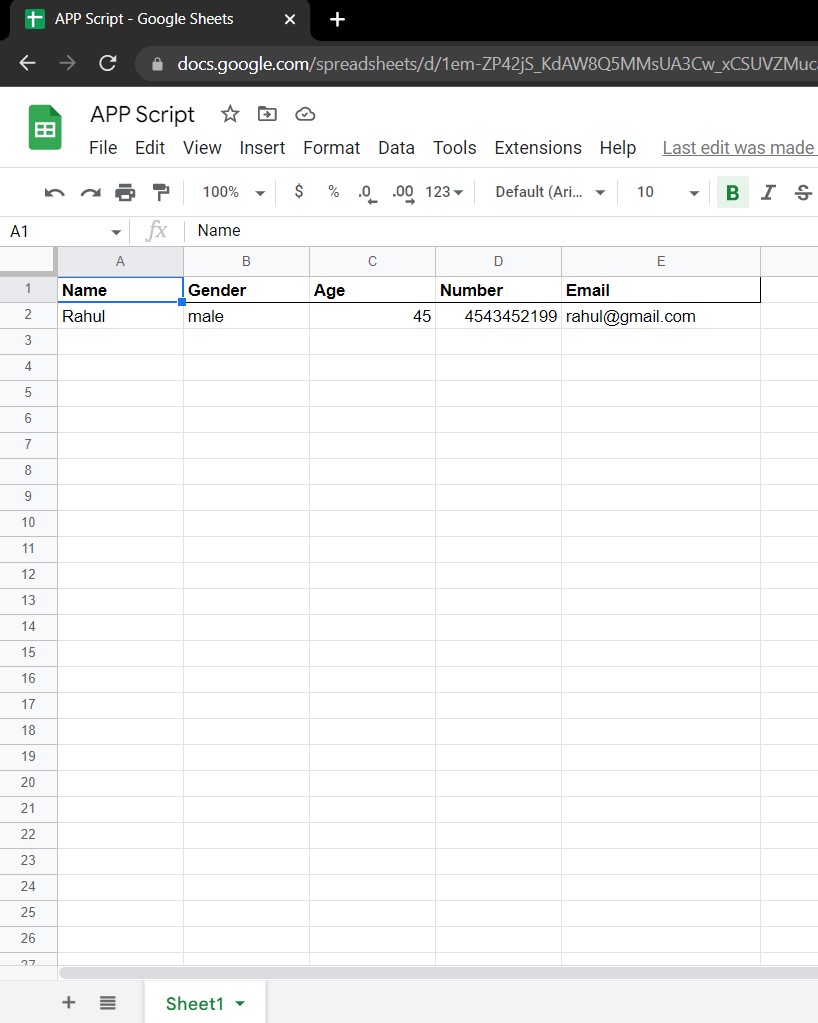 APP Script - Google Sheets
docs.google.com/spreadsheets/d/1em-ZP42jS_KdAW8Q5MMsUA3Cw_xCSUVZMuc
APP Script
File Edit View Insert Format Data Tools Extensions Help Last edit was made
100% $ % .0 .00 123 Default (Ari... 10 B I S
A1 fx Name
A B C D E
1 Name Gender Age Number Email
2 Rahul male 45 4543452199 rahul@gmail.com
3
4
5
6
7
8
9
10
11
12
13
14
15
16
17
18
19
20
21
22
23
24
25
26
27
Sheet1